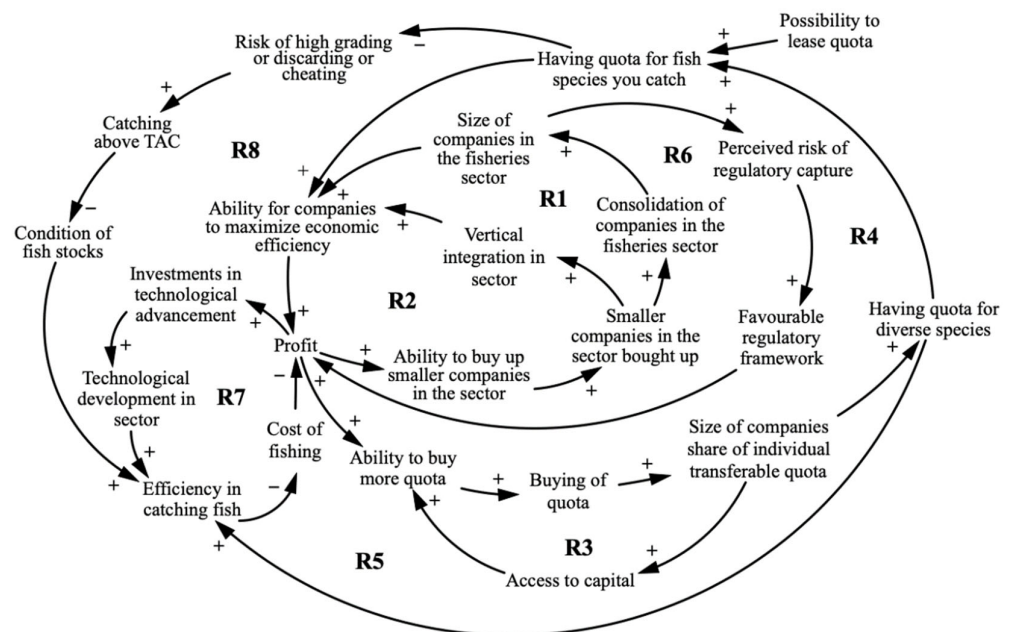 Possibility to
lease quota
+
Risk of high grading
or discarding or
cheating
−
Having quota for fish
species you catch
+
+
Catching
above TAC
R8
Size of
companies in
the fisheries
sector
+
+
R6
Perceived risk of
regulatory capture
+
+
Ability for companies
to maximize economic
efficiency
+
R1
Consolidation of
companies in the
fisheries sector
R4
−
Condition of
fish stocks
Vertical
integration in
sector
+
+
+
Investments in
technological
advancement
+
R2
+
Smaller
companies in the
sector bought up
Favourable
regulatory
framework
Having quota for
diverse species
+
+
Profit
+
Ability to buy up
smaller companies
in the sector
+
−
+
Technological
development in
sector
R7
+
Cost of
fishing
+
Size of companies
share of individual
transferable quota
+
Ability to buy
more quota
+
Buying of
quota
+
+
Efficiency in
catching fish
−
+
+
R5
R3
+
Access to capital